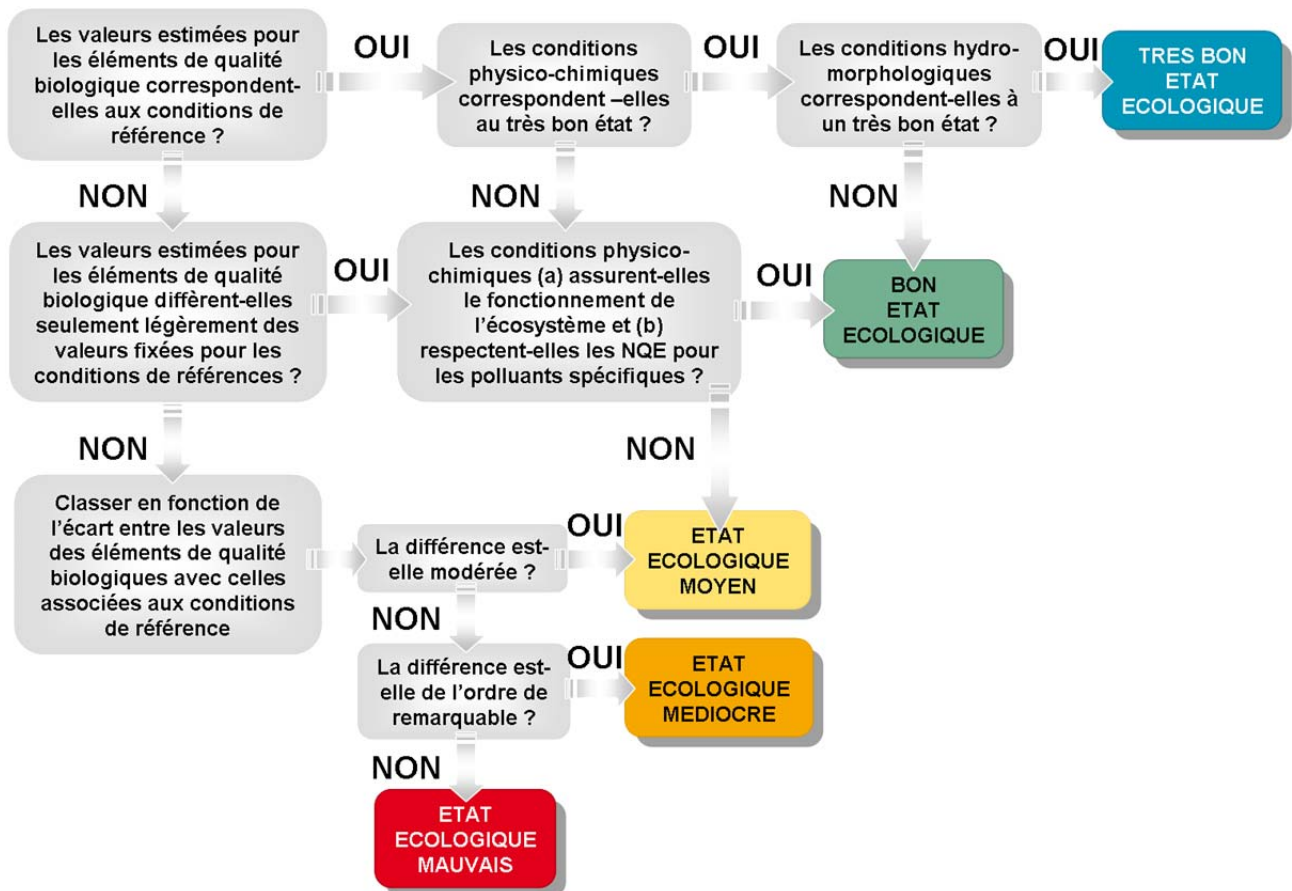 Les valeurs estimées pour
les éléments de qualité
biologique correspondent-
elles aux conditions de
référence ?
OUI
Les conditions
physico-chimiques
correspondent –elles
au très bon état ?
OUI
Les conditions hydro-
morphologiques
correspondent-elles à
un très bon état ?
OUI
TRES BON
ETAT
ECOLOGIQUE
NON
NON
NON
Les valeurs estimées pour
les éléments de qualité
biologique diffèrent-elles
seulement légèrement des
valeurs fixées pour les
conditions de références ?
OUI
Les conditions physico-
chimiques (a) assurent-elles
le fonctionnement de
l'écosystème et (b)
respectent-elles les NQE pour
les polluants spécifiques ?
OUI
BON
ETAT
ECOLOGIQUE
NON
NON
Classer en fonction de
l'écart entre les valeurs
des éléments de qualité
biologiques avec celles
associées aux conditions
de référence
La différence est-
elle modérée ?
OUI
ETAT
ECOLOGIQUE
MOYEN
NON
La différence est-
elle de l'ordre de
remarquable ?
OUI
ETAT
ECOLOGIQUE
MEDIOCRE
NON
ETAT
ECOLOGIQUE
MAUVAIS